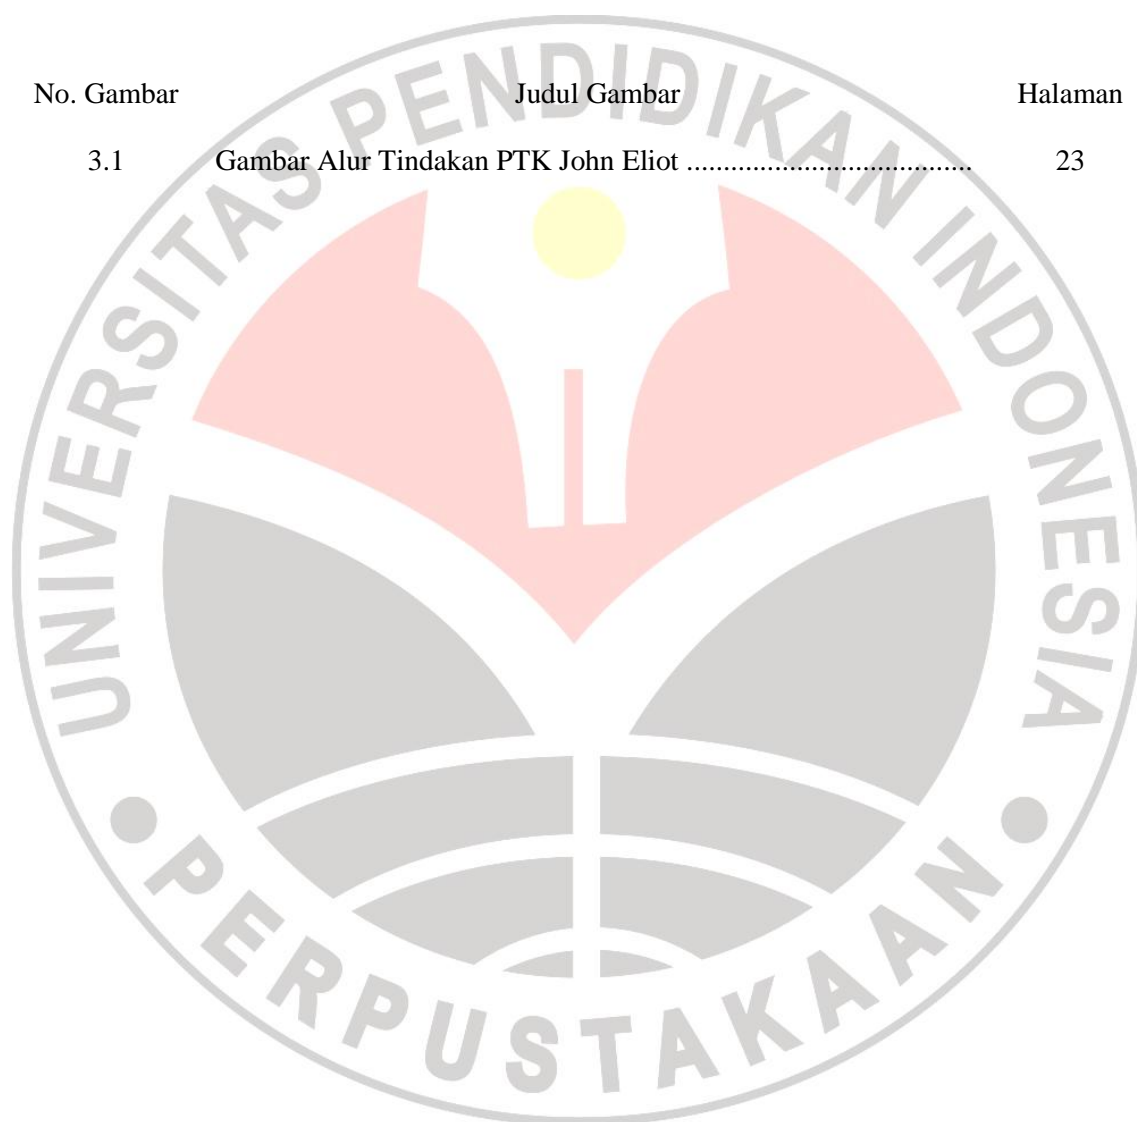 No. Gambar Judul Gambar Halaman
3.1 Gambar Alur Tindakan PTK John Eliot ....................................... 23
UNIVERSITAS PENDIDIKAN INDONESIA
PERPUSTAKAAN